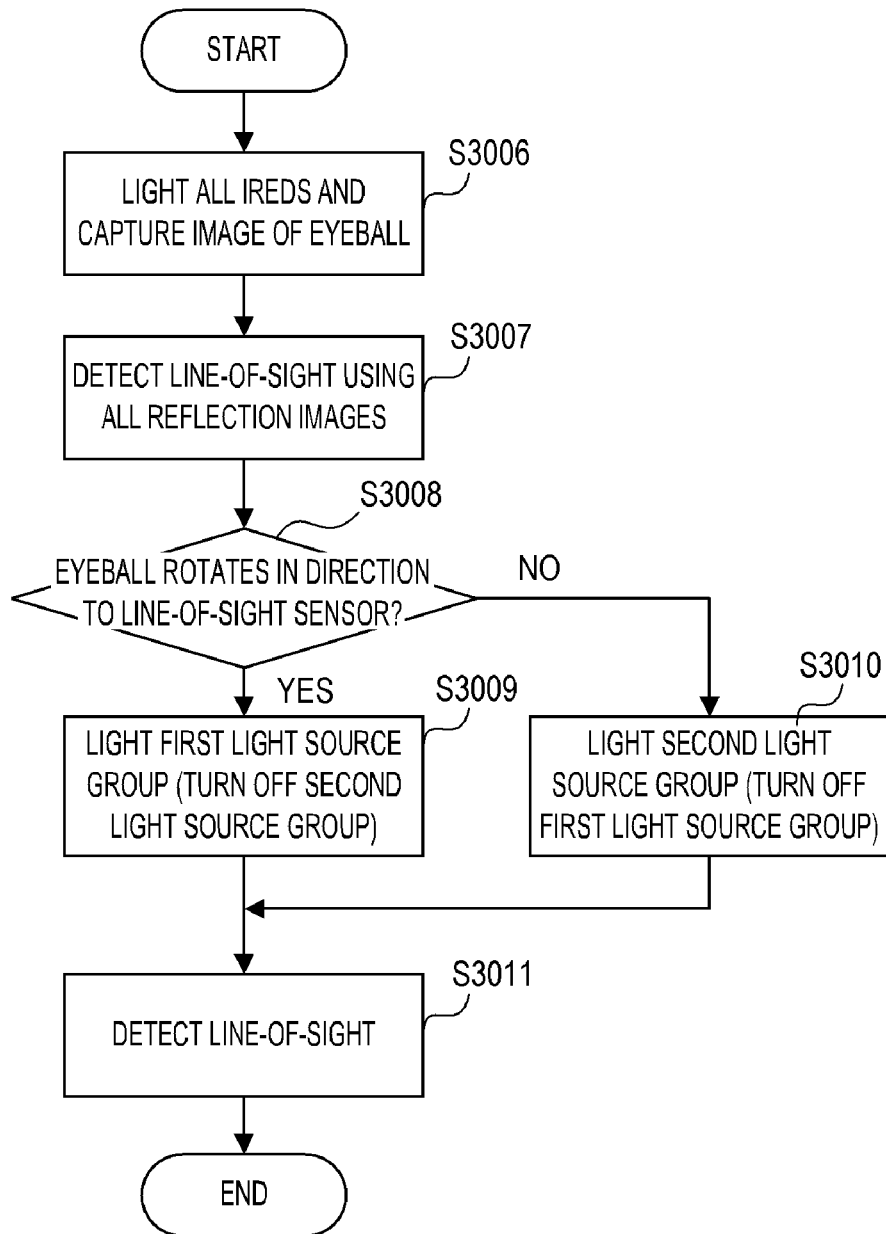 START
S3006
LIGHT ALL IREDS AND
CAPTURE IMAGE OF EYEBALL
S3007
DETECT LINE-OF-SIGHT USING
ALL REFLECTION IMAGES
S3008
EYEBALL ROTATES IN DIRECTION
TO LINE-OF-SIGHT SENSOR?
NO
YES
S3009
LIGHT FIRST LIGHT SOURCE
GROUP (TURN OFF SECOND
LIGHT SOURCE GROUP)
S3010
LIGHT SECOND LIGHT
SOURCE GROUP (TURN OFF
FIRST LIGHT SOURCE GROUP)
S3011
DETECT LINE-OF-SIGHT
END